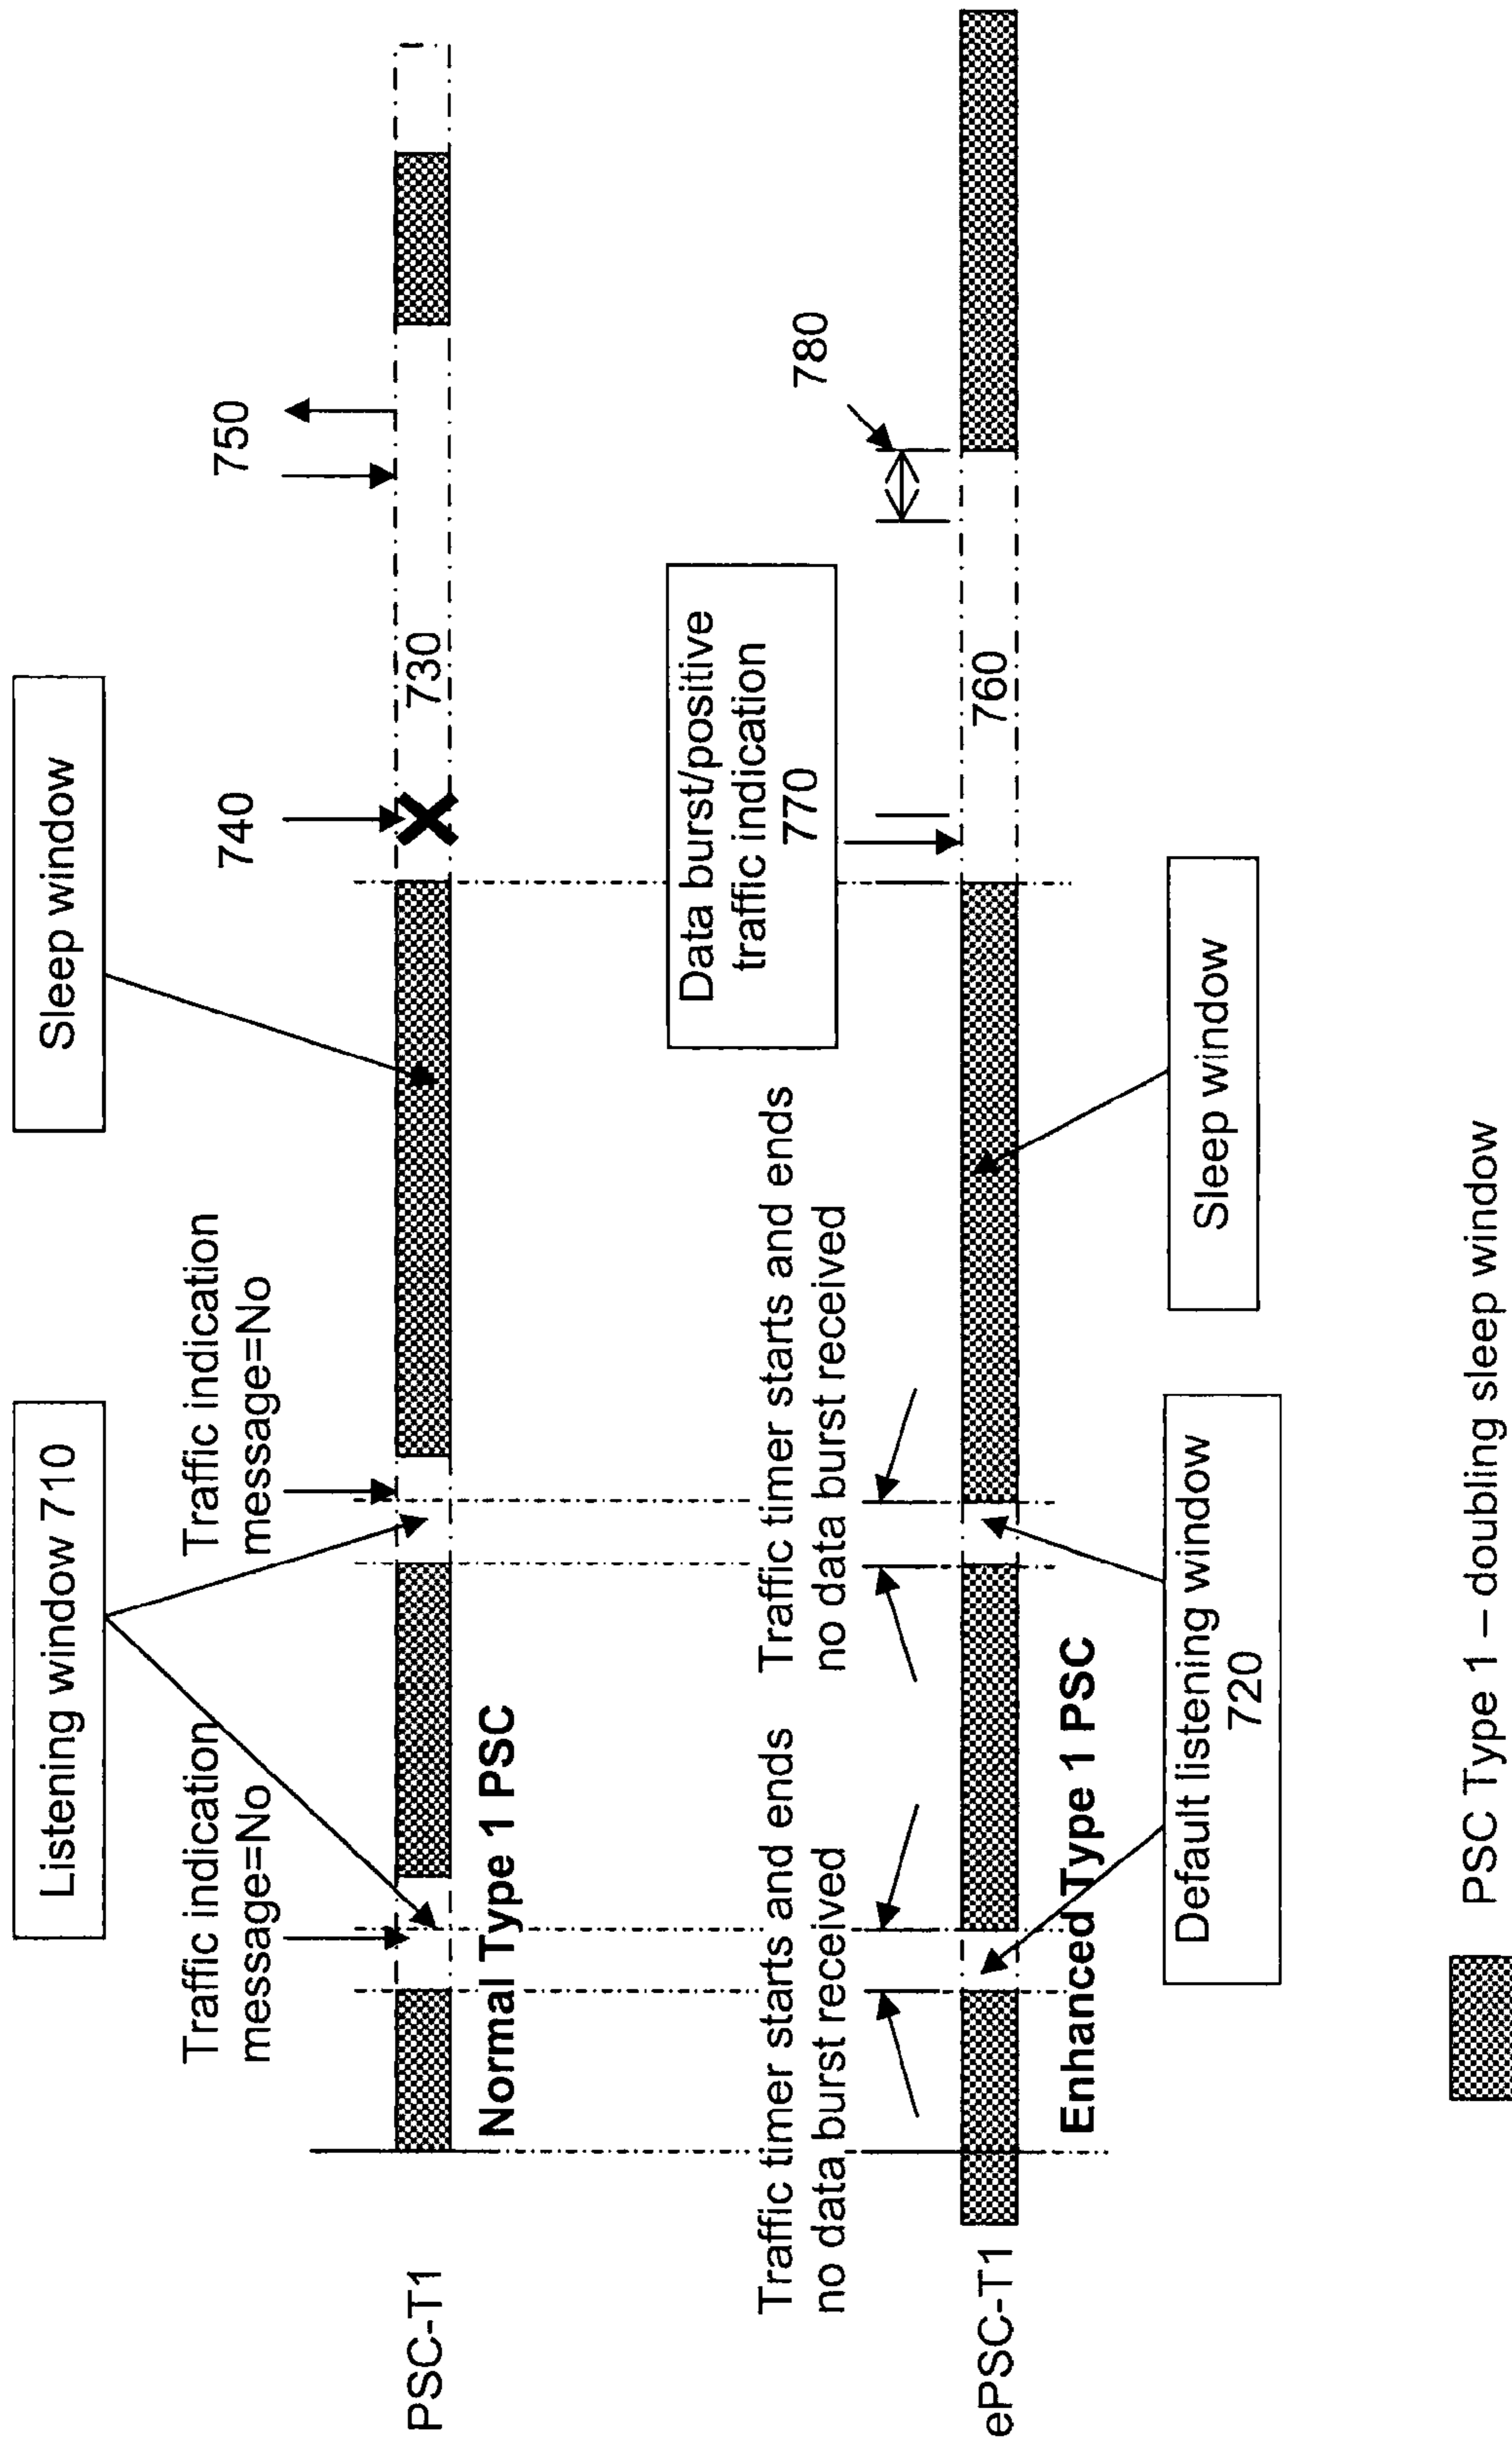 Listening window 710
Sleep window
Traffic indication
message=No
Traffic indication
message=No
740
750
PSC-T1
730
Normal Type 1 PSC
Traffic timer starts and ends
no data burst received
Traffic timer starts and ends
no data burst received
Data burst/positive
traffic indication
770
780
ePSC-T1
760
Enhanced Type 1 PSC
Default listening window
720
Sleep window
PSC Type 1 – doubling sleep window